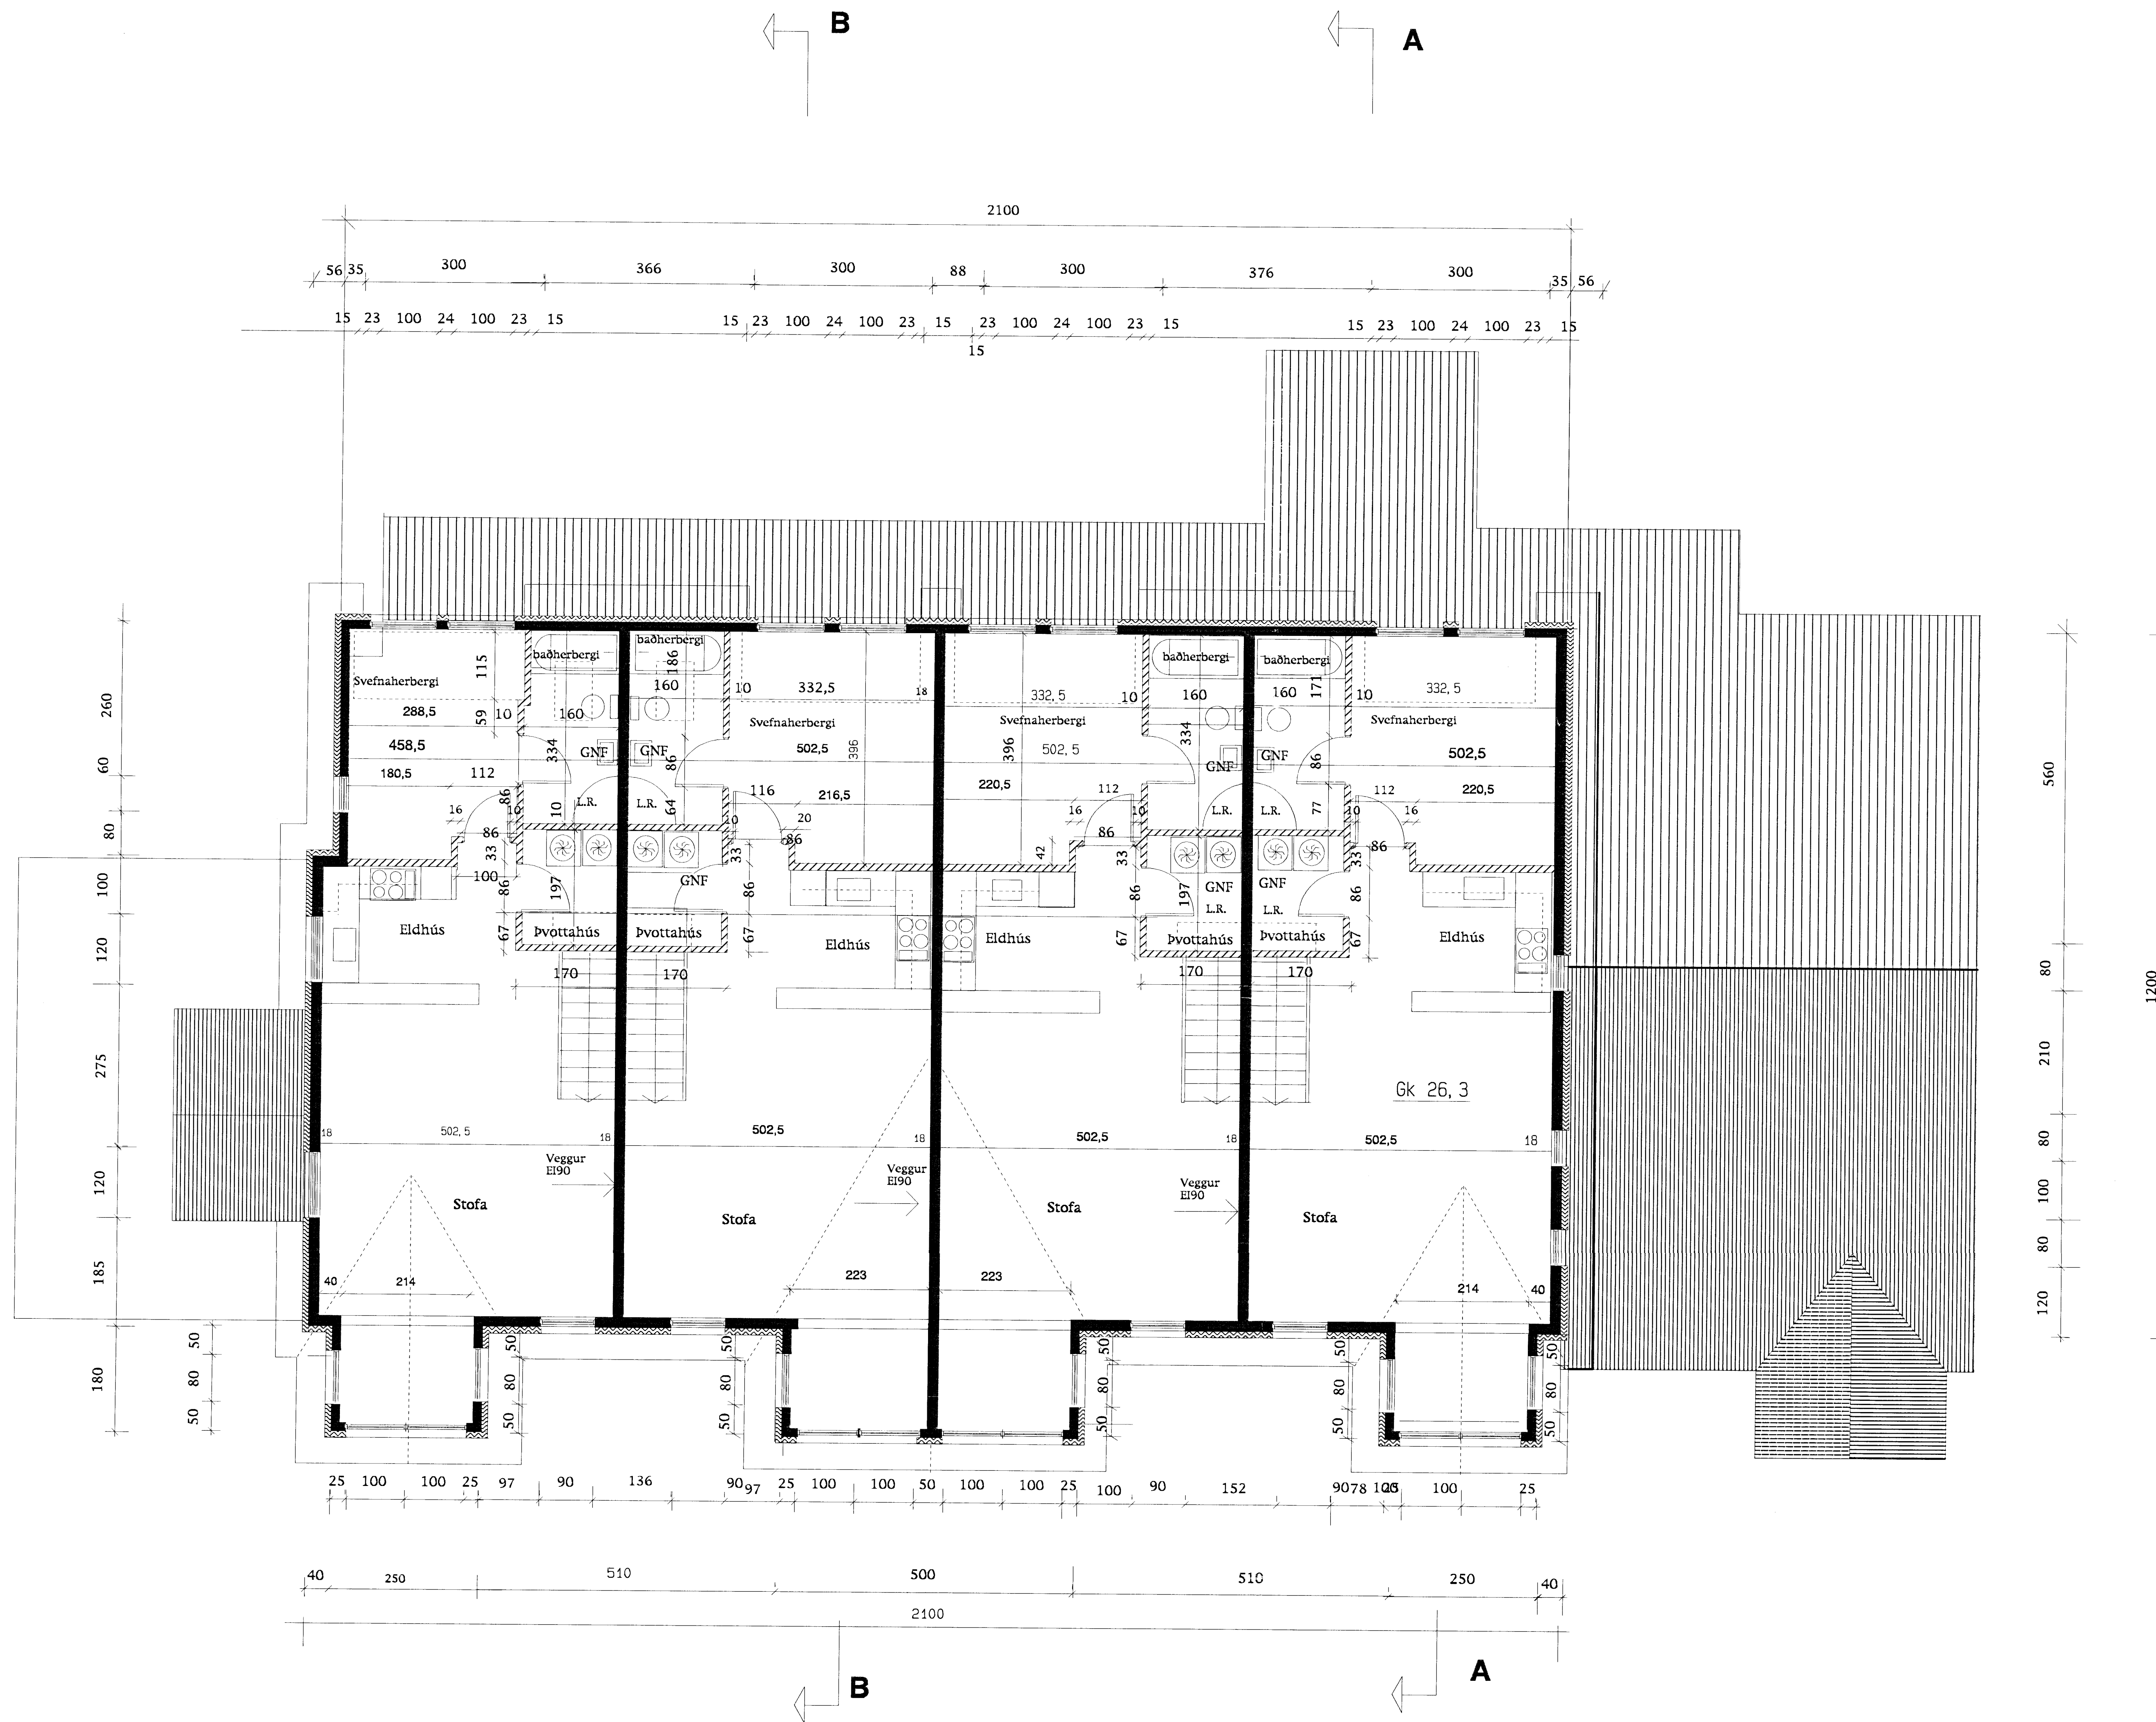 B
A
2100
56 35 300 366 300 88 300 376 300 35 56
15 23 100 24 100 23 15 15 23 100 24 100 23 15 23 100 24 100 23 15 15 23 100 24 100 23 15
15
baðherbergi baðherbergi baðherbergi baðherbergi
115 186 171
Svefnaherbergi 160 10 332,5 18 332,5 10 160 160 10 332,5
288,5 59 10 160 Svefnaherbergi Svefnaherbergi Svefnaherbergi
260
458,5 334 GNF GNF 86 502,5 396 396 502,5 334 GNF GNF 86 502,5
60 560
180,5 112 116 216,5 220,5 112 112 220,5
86 10 L.R. L.R. 64 L.R. L.R. 77
16 10 10 20 16 10 10 16
80 86 33 33 86 42 86 33 33 86
100 100 86 197 GNF 86 86 197 GNF GNF 86
L.R. L.R.
Eldhús 67 Þvottahús Þvottahús 67 Eldhús Eldhús 67 Þvottahús Þvottahús 67 Eldhús
120 170 170 170 170 80
1200
275 210
Gk 26,3
18 502,5 18 502,5 18 502,5 18 502,5 18 80
Veggur
EI90
Veggur
EI90
Veggur
EI90
120 100
Stofa Stofa Stofa Stofa
80
185 40 214 223 223 214 40
120
50 50 50 50 50 50
180 80 80 80 80 80 80
50 50 50 50 50 50
25 100 100 25 97 90 136 90 97 25 100 100 50 100 100 25 100 90 152 90 78 100 25 100 25
40 250 510 500 510 250 40
2100
B
A